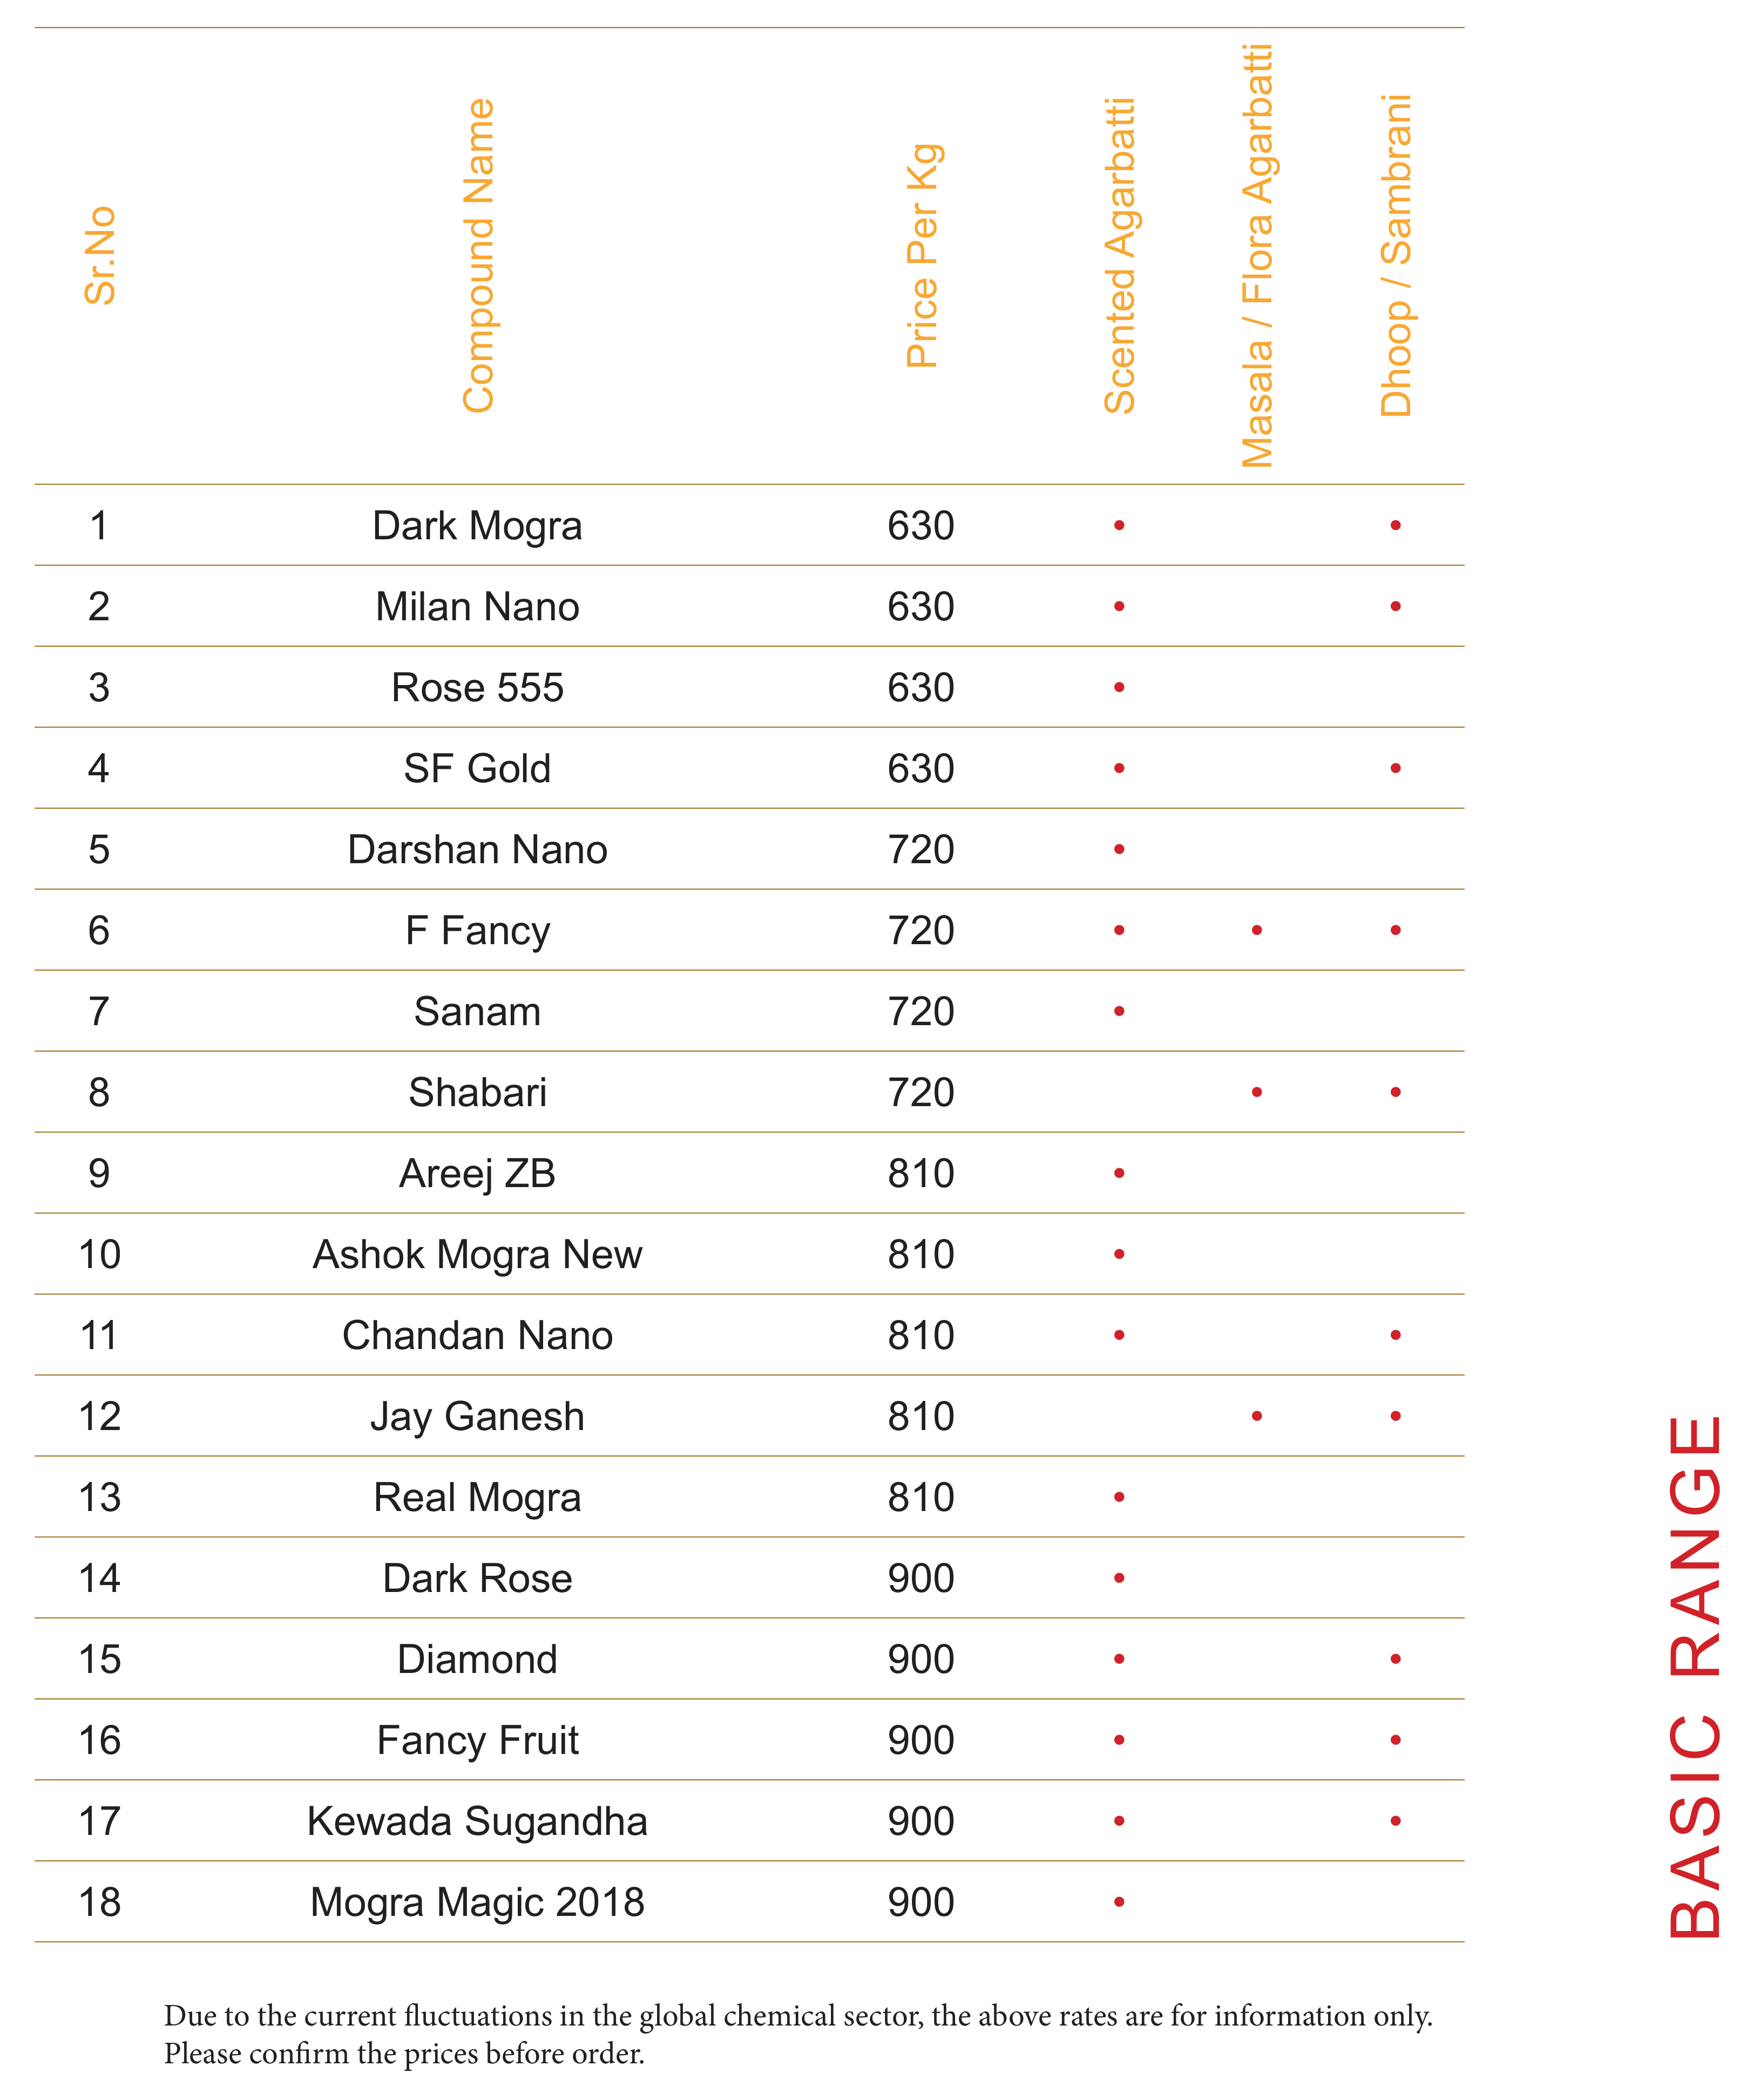 Sr.No Compound Name Price Per Kg Scented Agarbatti Masala / Flora Agarbatti Dhoop / Sambrani
1 Dark Mogra 630 • •
2 Milan Nano 630 • •
3 Rose 555 630 •
4 SF Gold 630 • •
5 Darshan Nano 720 •
6 F Fancy 720 • • •
7 Sanam 720 •
8 Shabari 720 • •
9 Areej ZB 810 •
10 Ashok Mogra New 810 •
11 Chandan Nano 810 • •
12 Jay Ganesh 810 • •
13 Real Mogra 810 •
14 Dark Rose 900 •
15 Diamond 900 • •
16 Fancy Fruit 900 • •
17 Kewada Sugandha 900 • •
18 Mogra Magic 2018 900 •
BASIC RANGE
Due to the current fluctuations in the global chemical sector, the above rates are for information only.
Please confirm the prices before order.